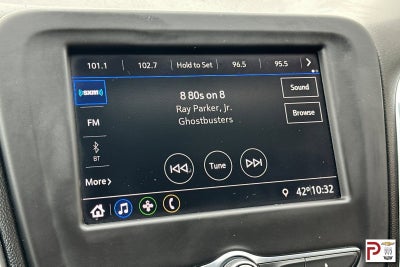 101.1 102.7 Hold to Set 96.5 95.5
SXM
8 80s on 8
Sound
Ray Parker, jr.
FM
Ghostbusters
Browse
BT
More >
Tune
42° 10:32
P